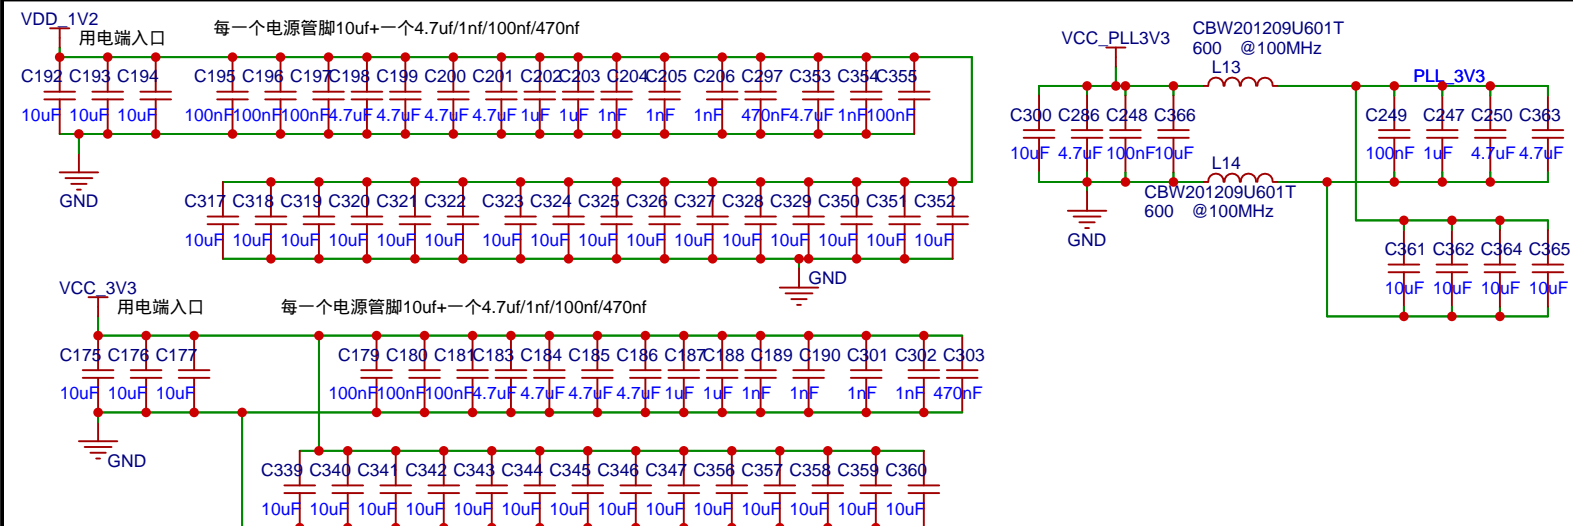 VDD_1V2
用电端入口
每一个电源管脚10uf+一个4.7uf/1nf/100nf/470nf
C192 C193 C194 C195 C196 C197 C198 C199 C200 C201 C202 C203 C204 C205 C206 C297 C353 C354 C355
10uF 10uF 10uF 100nF 100nF 100nF 4.7uF 4.7uF 4.7uF 4.7uF 1uF 1uF 1nF 1nF 1nF 470nF 4.7uF 1nF 100nF
GND
C317 C318 C319 C320 C321 C322 C323 C324 C325 C326 C327 C328 C329 C350 C351 C352
10uF 10uF 10uF 10uF 10uF 10uF 10uF 10uF 10uF 10uF 10uF 10uF 10uF 10uF 10uF 10uF
GND
VCC_3V3
用电端入口
每一个电源管脚10uf+一个4.7uf/1nf/100nf/470nf
C175 C176 C177 C179 C180 C181 C183 C184 C185 C186 C187 C188 C189 C190 C301 C302 C303
10uF 10uF 10uF 100nF 100nF 100nF 4.7uF 4.7uF 4.7uF 4.7uF 1uF 1uF 1nF 1nF 1nF 1nF 470nF
GND
C339 C340 C341 C342 C343 C344 C345 C346 C347 C356 C357 C358 C359 C360
10uF 10uF 10uF 10uF 10uF 10uF 10uF 10uF 10uF 10uF 10uF 10uF 10uF 10uF
VCC_PLL3V3
CBW201209U601T
600 @100MHz
L13
PLL_3V3
C300 C286 C248 C366
10uF 4.7uF 100nF 10uF
C249 C247 C250 C363
100nF 1uF 4.7uF 4.7uF
L14
CBW201209U601T
600 @100MHz
GND
C361 C362 C364 C365
10uF 10uF 10uF 10uF